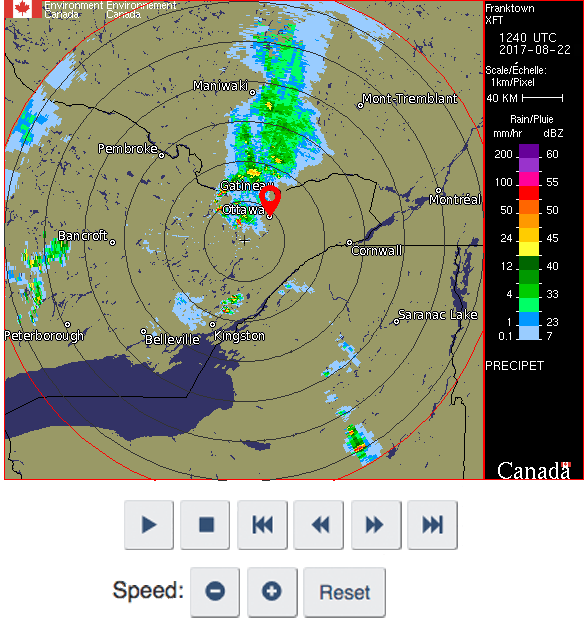 Environment Environnement
Canada Canada
Franktown
XFT
1240 UTC
2017-08-22
Scale/Échelle:
1km/Pixel
40 KM
Rain/Pluie
mm/hr dBZ
200 60
100 55
50 50
24 45
12 40
4 33
1 23
0.1 7
PRECIPET
Canada
Maniwaki
Mont-Tremblant
Pembroke
Gatineau
Montréal
Ottawa
Bancroft
Cornwall
Saranac Lake
Peterborough
Belleville
Kingston
Speed:
Reset